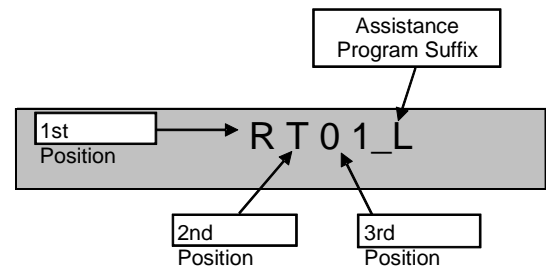 Assistance
Program Suffix
1st
Position
R T 0 1_L
2nd
Position
3rd
Position